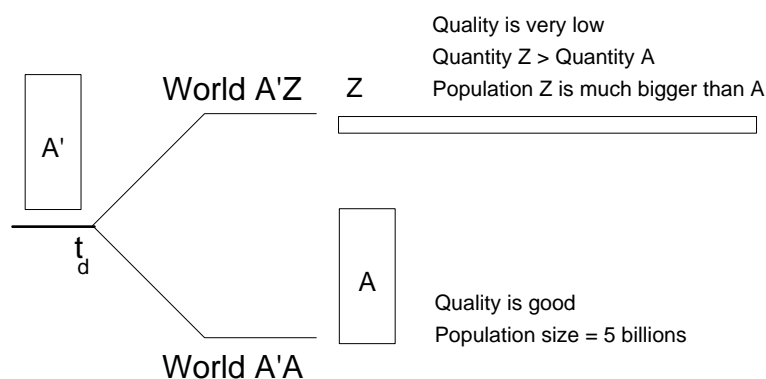 Quality is very low
Quantity Z > Quantity A
Population Z is much bigger than A
World A'Z
Z
A'
t
d
A
Quality is good
Population size = 5 billions
World A'A